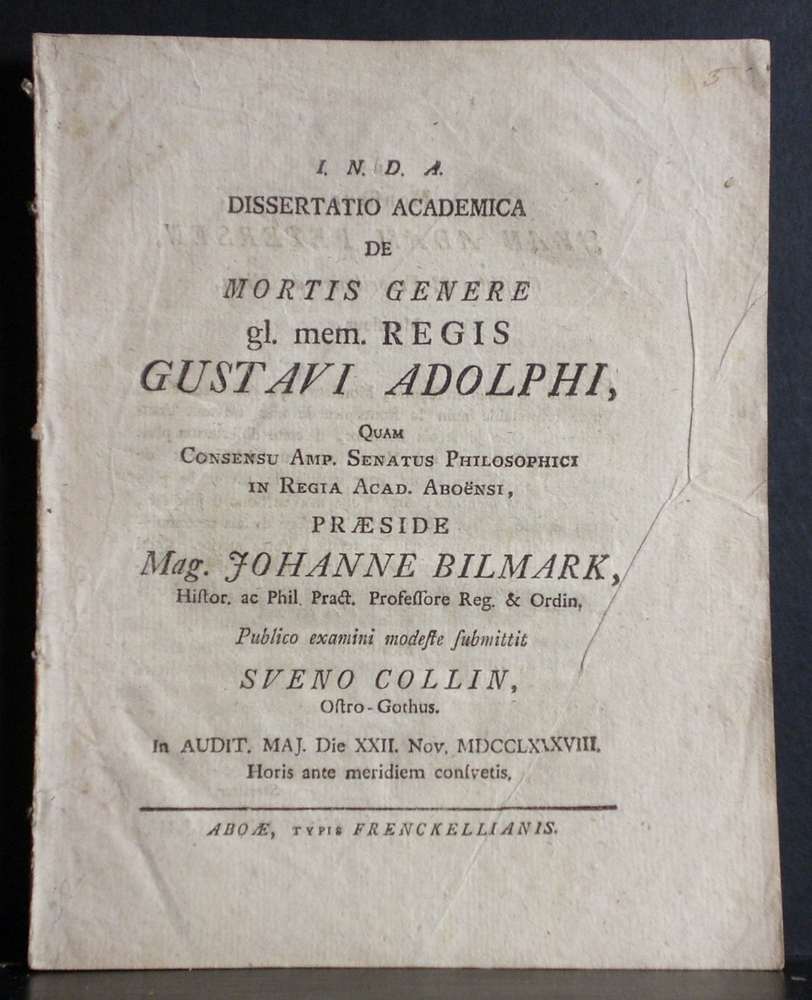 3
I. N. D. A.
DISSERTATIO ACADEMICA
DE
MORTIS GENERE
gl. mem. REGIS
GUSTAVI ADOLPHI,
QUAM
CONSENSU AMP. SENATUS PHILOSOPHICI
IN REGIA ACAD. ABOëNSI,
PRÆSIDE
Mag. JOHANNE BILMARK,
Hiſtor. ac Phil. Pract. Profeſſore Reg. & Ordin.
Publico examini modeſte ſubmittit
SVENO COLLIN,
Oſtro-Gothus.
In AUDIT. MAJ. Die XXII. Nov. MDCCLXXXVIII.
Horis ante meridiem conſvetis.
ABOÆ, TYPIS FRENCKELLIANIS.